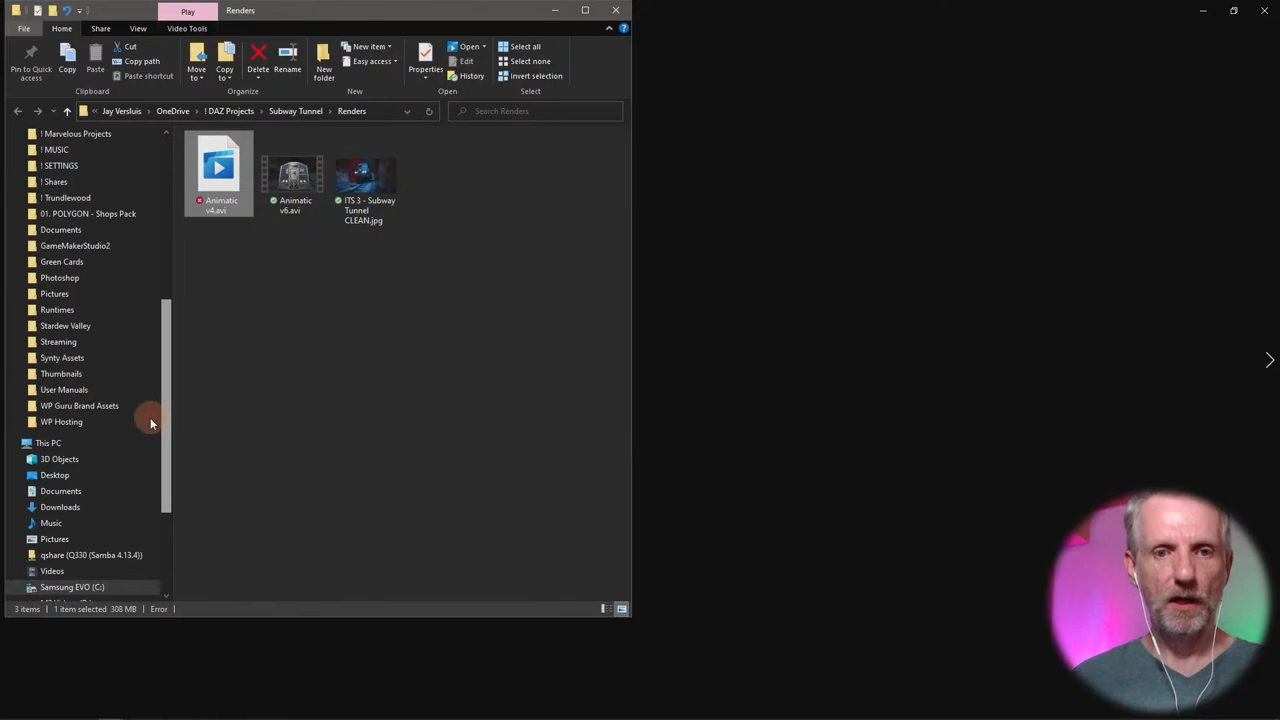 Play
Renders
File
Home
Share
View
Video Tools
Pin to Quick
access
Copy
Paste
Cut
Copy path
Paste shortcut
Clipboard
Move
to
Copy
to
Delete
Rename
Organize
New
folder
New item
Easy access
New
Properties
Open
Edit
History
Open
Select all
Select none
Invert selection
Select
« Jay Versluis > OneDrive > ! DAZ Projects > Subway Tunnel > Renders
Search Renders
! Marvelous Projects
! MUSIC
! SETTINGS
! Shares
! Trundlewood
01. POLYGON - Shops Pack
Documents
GameMakerStudio2
Green Cards
Photoshop
Pictures
Runtimes
Stardew Valley
Streaming
Synty Assets
Thumbnails
User Manuals
WP Guru Brand Assets
WP Hosting
This PC
3D Objects
Desktop
Documents
Downloads
Music
Pictures
qshare (Q330 (Samba 4.13.4))
Videos
Samsung EVO (C:)
Animatic
v4.avi
Animatic
v6.avi
ITS 3 - Subway
Tunnel
CLEAN.jpg
3 items
1 item selected 308 MB
Error